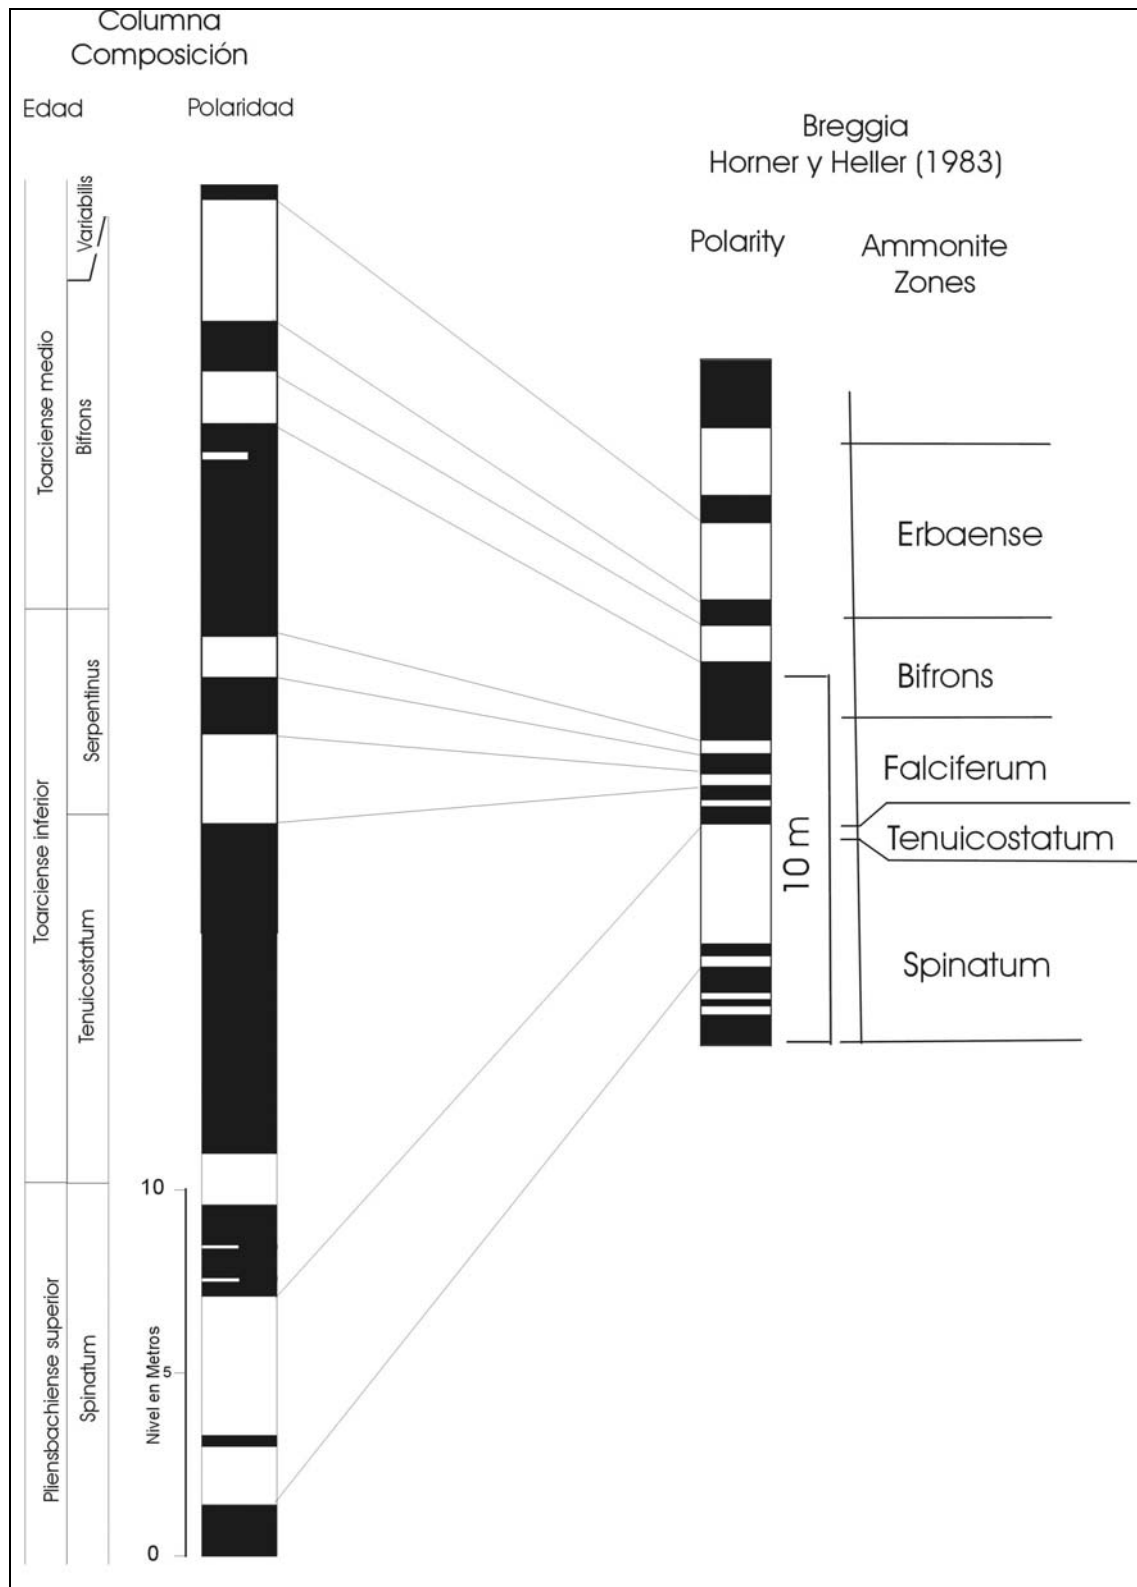 Columna
Composición
Edad
Polaridad
Breggia
Horner y Heller (1983)
Polarity
Ammonite
Zones
Variabilis
Toarciense medio
Bifrons
Erbaense
Bifrons
Serpentinus
Falciferum
Toarciense inferior
Tenuicostatum
10 m
Tenuicostatum
Spinatum
10
Pliensbachiense superior
Spinatum
Nivel en Metros
5
0